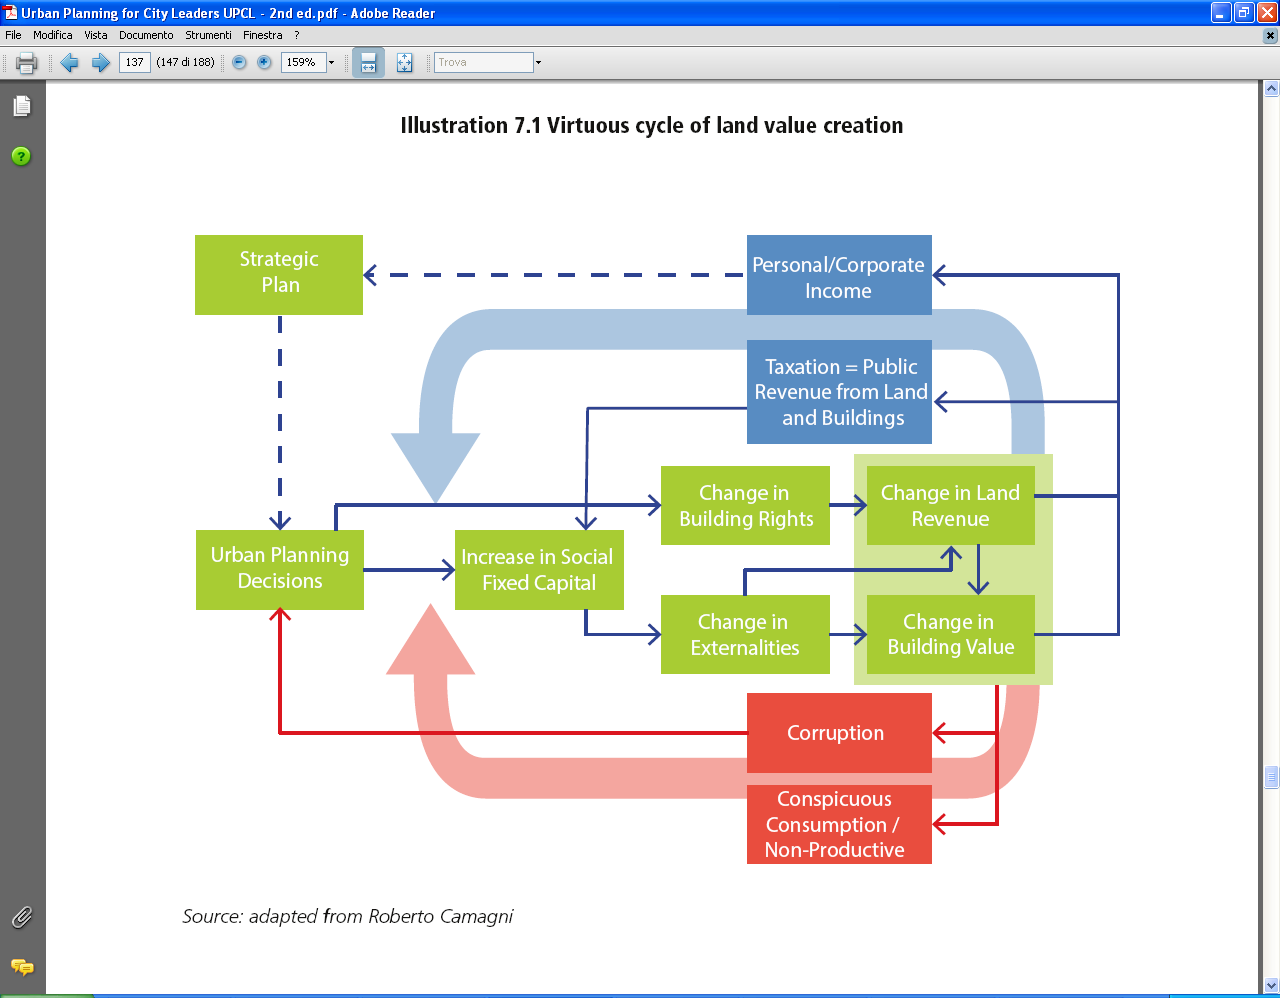 Urban Planning for City Leaders UPCL - 2nd ed.pdf - Adobe Reader
File Modifica Vista Documento Strumenti Finestra ?
137 (147 di 188) 159% Trova
Illustration 7.1 Virtuous cycle of land value creation
Strategic
Plan
Personal/Corporate
Income
Taxation = Public
Revenue from Land
and Buildings
Change in
Building Rights
Change in Land
Revenue
Urban Planning
Decisions
Increase in Social
Fixed Capital
Change in
Externalities
Change in
Building Value
Corruption
Conspicuous
Consumption /
Non-Productive
Source: adapted from Roberto Camagni